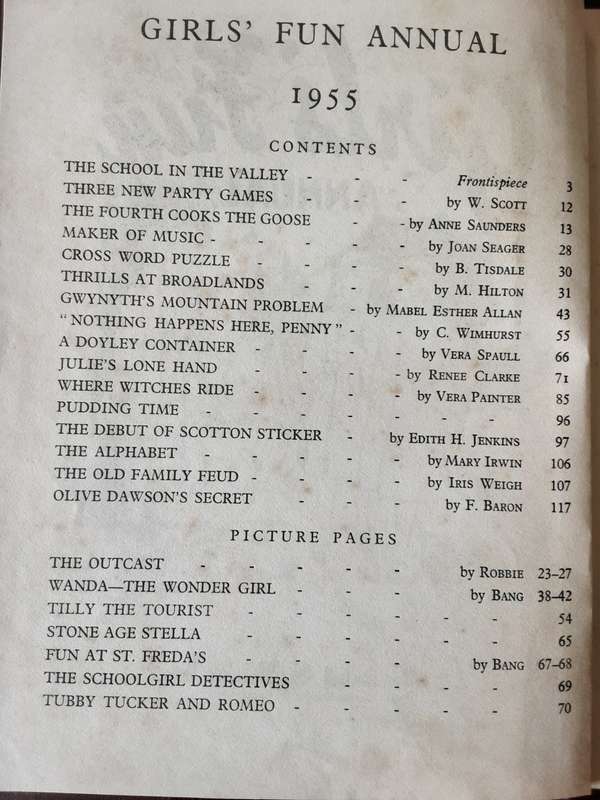 GIRLS' FUN ANNUAL
1955
CONTENTS
THE SCHOOL IN THE VALLEY - - - Frontispiece 3
THREE NEW PARTY GAMES - - - by W. SCOTT 12
THE FOURTH COOKS THE GOOSE - - by ANNE SAUNDERS 13
MAKER OF MUSIC - - - - - by JOAN SEAGER 28
CROSS WORD PUZZLE - - - - by B. TISDALE 30
THRILLS AT BROADLANDS - - - by M. HILTON 31
GWYNYTH'S MOUNTAIN PROBLEM - by MABEL ESTHER ALLAN 43
"NOTHING HAPPENS HERE, PENNY" - - by C. WIMHURST 55
A DOYLEY CONTAINER - - - - by VERA SPAULL 66
JULIE'S LONE HAND - - - - by RENEE CLARKE 71
WHERE WITCHES RIDE - - - - by VERA PAINTER 85
PUDDING TIME - - - - - - - 96
THE DEBUT OF SCOTTON STICKER - by EDITH H. JENKINS 97
THE ALPHABET - - - - - by MARY IRWIN 106
THE OLD FAMILY FEUD - - - - by IRIS WEIGH 107
OLIVE DAWSON'S SECRET - - - by F. BARON 117
PICTURE PAGES
THE OUTCAST - - - - - by ROBBIE 23-27
WANDA—THE WONDER GIRL - - - by BANG 38-42
TILLY THE TOURIST - - - - - - 54
STONE AGE STELLA - - - - - - 65
FUN AT ST. FREDA'S - - - - by BANG 67-68
THE SCHOOLGIRL DETECTIVES - - - - 69
TUBBY TUCKER AND ROMEO - - - - - 70